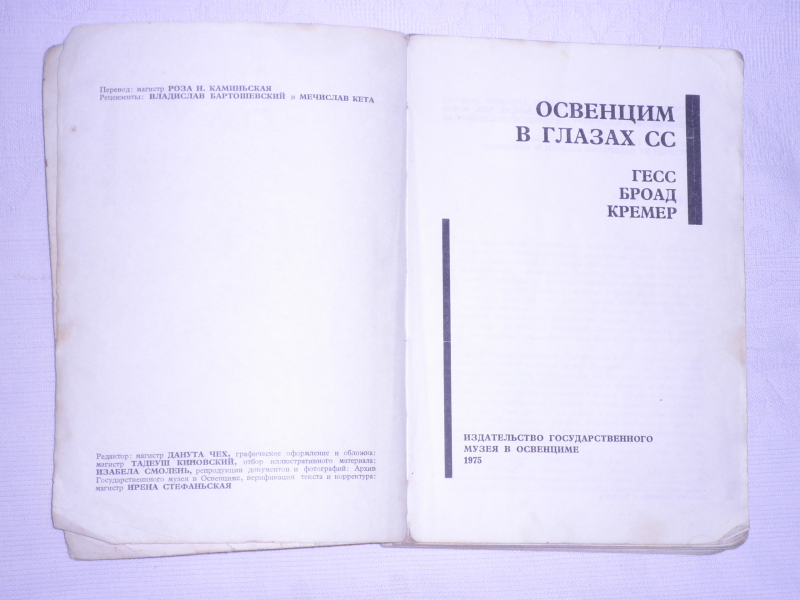 Перевод: магистр РОЗА Н. КАМИНЬСКАЯ
Рецензенты: ВЛАДИСЛАВ БАРТОШЕВСКИЙ и МЕЧИСЛАВ КЕТА
Редактор: магистр ДАНУТА ЧЕХ, графическое оформление и обложка:
магистр ТАДЕУШ КИНОВСКИЙ, отбор иллюстративного материала:
ИЗАБЕЛА СМОЛЕНЬ, репродукции документов и фотографий: Архив
Государственного музея в Освенциме, верификация текста и корректура:
магистр ИРЕНА СТЕФАНЬСКАЯ
ОСВЕНЦИМ
В ГЛАЗАХ СС
ГЕСС
БРОАД
КРЕМЕР
ИЗДАТЕЛЬСТВО ГОСУДАРСТВЕННОГО
МУЗЕЯ В ОСВЕНЦИМЕ
1975